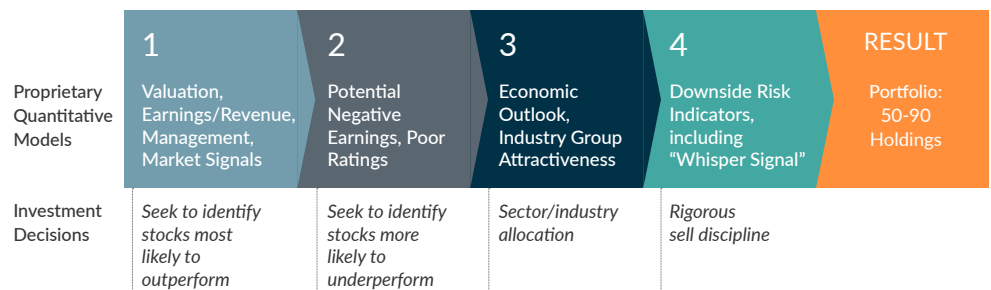 1
2
3
4
RESULT
Proprietary
Quantitative
Models
Valuation,
Earnings/Revenue,
Management,
Market Signals
Potential
Negative
Earnings, Poor
Ratings
Economic
Outlook,
Industry Group
Attractiveness
Downside Risk
Indicators,
including
“Whisper Signal”
Portfolio:
50-90
Holdings
Investment
Decisions
Seek to identify
stocks most
likely to
outperform
Seek to identify
stocks more
likely to
underperform
Sector/industry
allocation
Rigorous
sell discipline